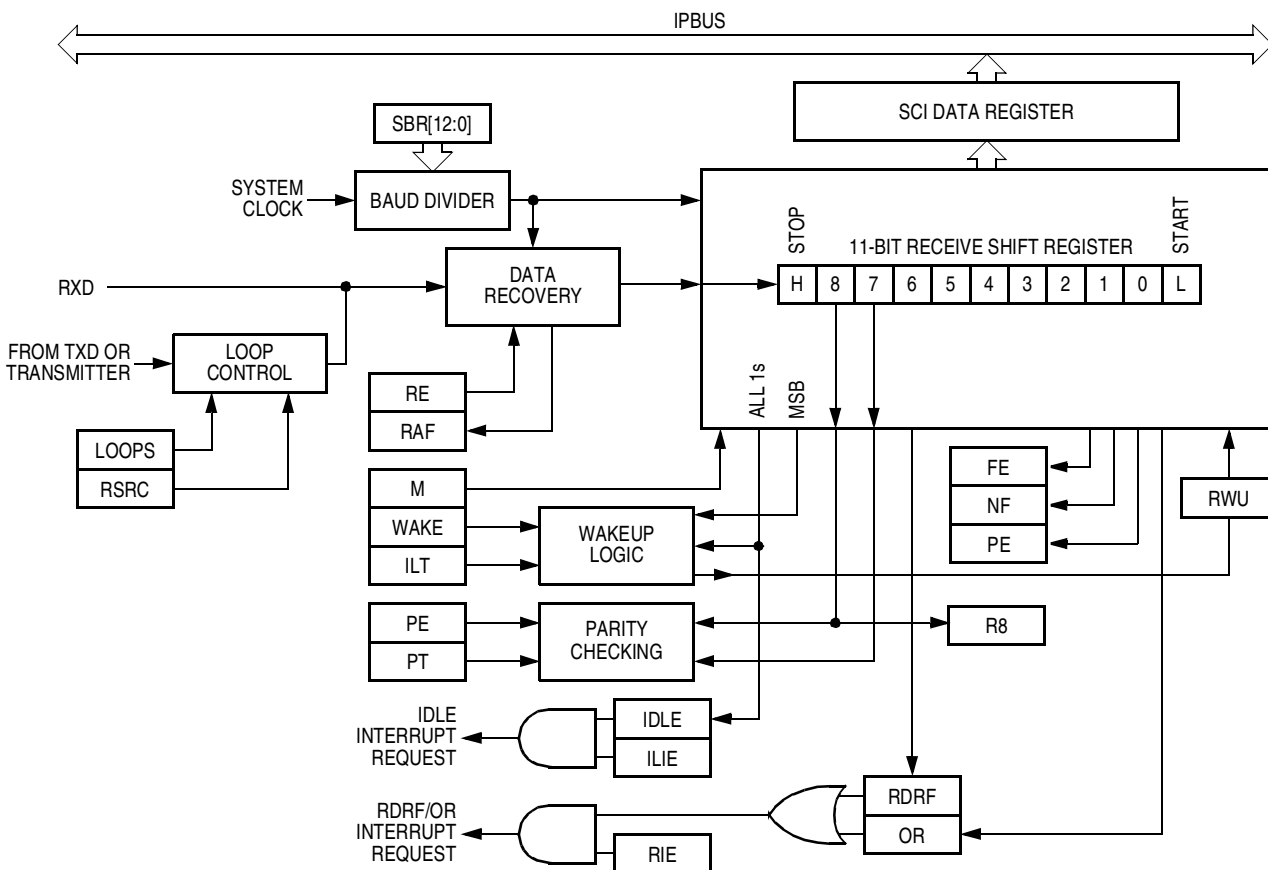 IPBUS
SBR[12:0]
SCI DATA REGISTER
SYSTEM
CLOCK
BAUD DIVIDER
STOP
11-BIT RECEIVE SHIFT REGISTER
START
H 8 7 6 5 4 3 2 1 0 L
RXD
DATA
RECOVERY
FROM TXD OR
TRANSMITTER
LOOP
CONTROL
ALL 1s
MSB
RE
RAF
LOOPS
RSRC
M
WAKE
ILT
WAKEUP
LOGIC
FE
NF
PE
RWU
PE
PT
PARITY
CHECKING
R8
IDLE
INTERRUPT
REQUEST
IDLE
ILIE
RDRF/OR
INTERRUPT
REQUEST
RIE
RDRF
OR